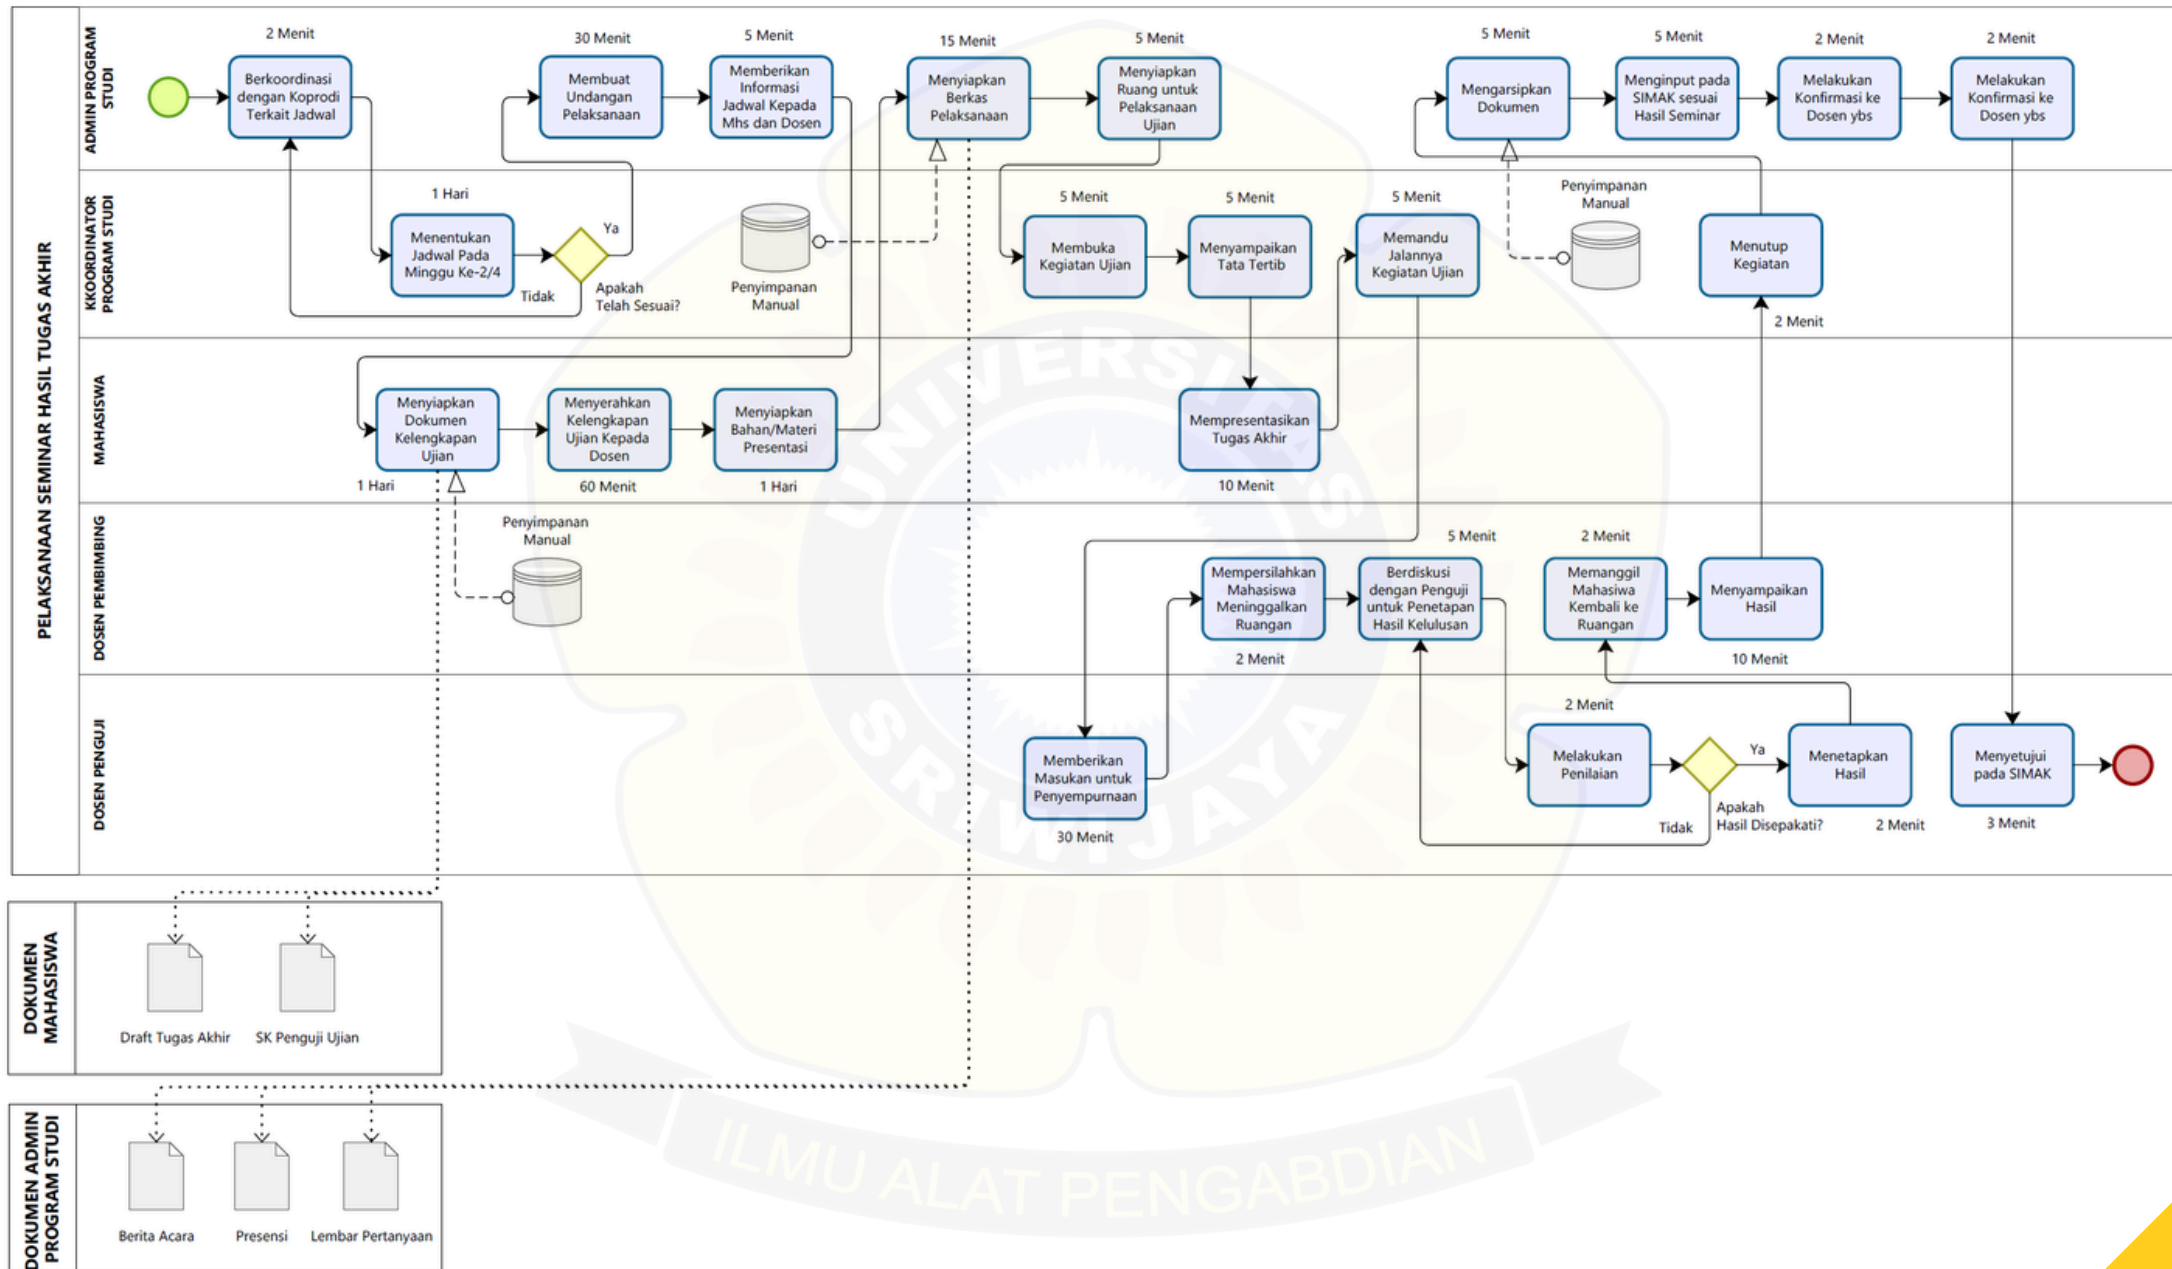 PELAKSANAAN SEMINAR HASIL TUGAS AKHIR
ADMIN PROGRAM
STUDI
2 Menit
Berkoordinasi
dengan Koprodi
Terkait Jadwal
30 Menit
Membuat
Undangan
Pelaksanaan
5 Menit
Memberikan
Informasi
Jadwal Kepada
Mhs dan Dosen
15 Menit
Menyiapkan
Berkas
Pelaksanaan
5 Menit
Menyiapkan
Ruang untuk
Pelaksanaan
Ujian
5 Menit
Mengarsipkan
Dokumen
5 Menit
Menginput pada
SIMAK sesuai
Hasil Seminar
2 Menit
Melakukan
Konfirmasi ke
Dosen ybs
2 Menit
Melakukan
Konfirmasi ke
Dosen ybs
KKOORDINATOR
PROGRAM STUDI
1 Hari
Menentukan
Jadwal Pada
Minggu Ke-2/4
Ya
Tidak
Apakah
Telah Sesuai?
Penyimpanan
Manual
5 Menit
Membuka
Kegiatan Ujian
5 Menit
Menyampaikan
Tata Tertib
5 Menit
Memandu
Jalannya
Kegiatan Ujian
Penyimpanan
Manual
Menutup
Kegiatan
2 Menit
MAHASISWA
Menyiapkan
Dokumen
Kelengkapan
Ujian
1 Hari
Menyerahkan
Kelengkapan
Ujian Kepada
Dosen
60 Menit
Menyiapkan
Bahan/Materi
Presentasi
1 Hari
Mempresentasikan
Tugas Akhir
10 Menit
DOSEN PEMBIMBING
Penyimpanan
Manual
Mempersilahkan
Mahasiswa
Meninggalkan
Ruangan
2 Menit
5 Menit
Berdiskusi
dengan Penguji
untuk Penetapan
Hasil Kelulusan
2 Menit
Memanggil
Mahasiwa
Kembali ke
Ruangan
Menyampaikan
Hasil
10 Menit
DOSEN PENGUJI
Memberikan
Masukan untuk
Penyempurnaan
30 Menit
2 Menit
Melakukan
Penilaian
Ya
Tidak
Apakah
Hasil Disepakati?
Menetapkan
Hasil
2 Menit
Menyetujui
pada SIMAK
3 Menit
DOKUMEN
MAHASISWA
Draft Tugas Akhir
SK Penguji Ujian
DOKUMEN ADMIN
PROGRAM STUDI
Berita Acara
Presensi
Lembar Pertanyaan
UNIVERSITAS
SRIWIJAYA
ILMU ALAT PENGABDIAN